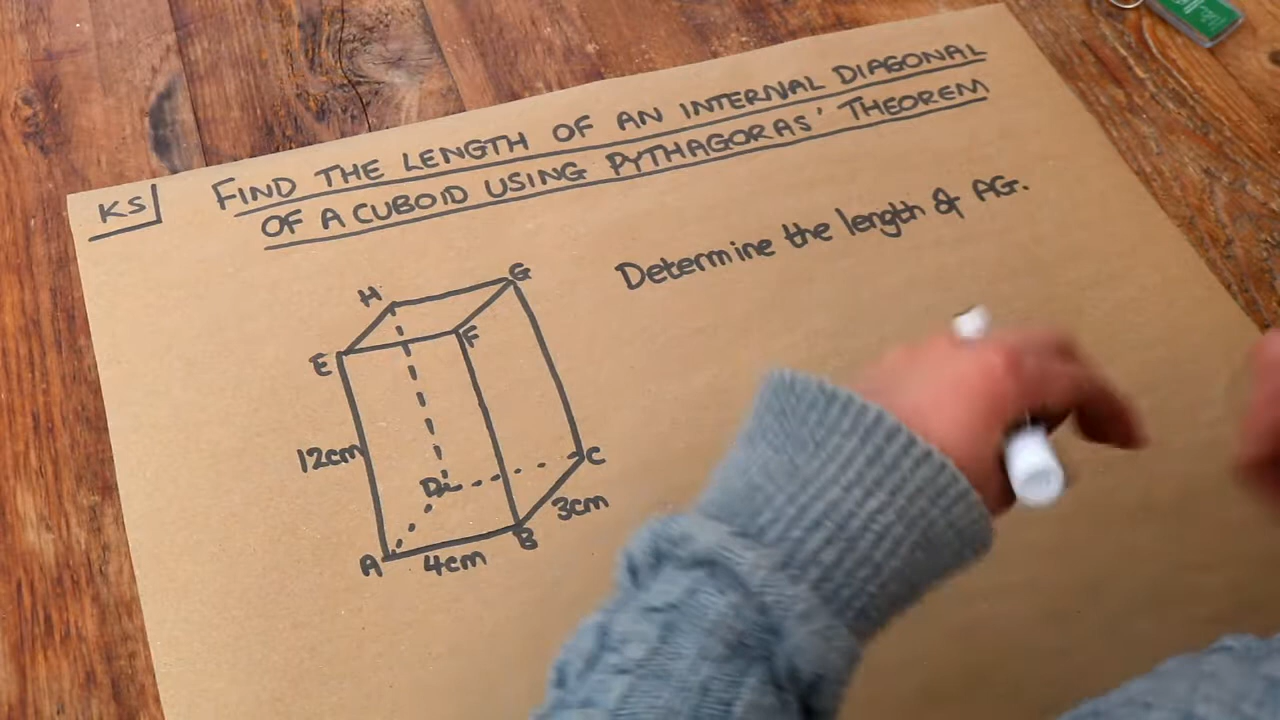 KS
FIND THE LENGTH OF AN INTERNAL DIAGONAL
OF A CUBOID USING PYTHAGORAS' THEOREM
Determine the length of AG.
H
G
E
F
12cm
D
C
3cm
A
4cm
B